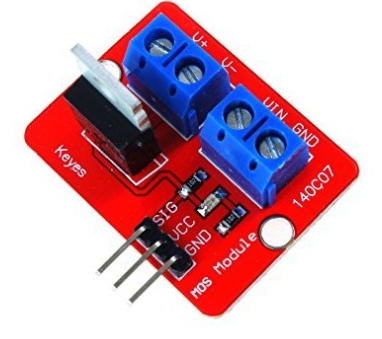 V+ V-
VIN GND
Keyes
SIG
VCC
GND
MOS Module
140C07